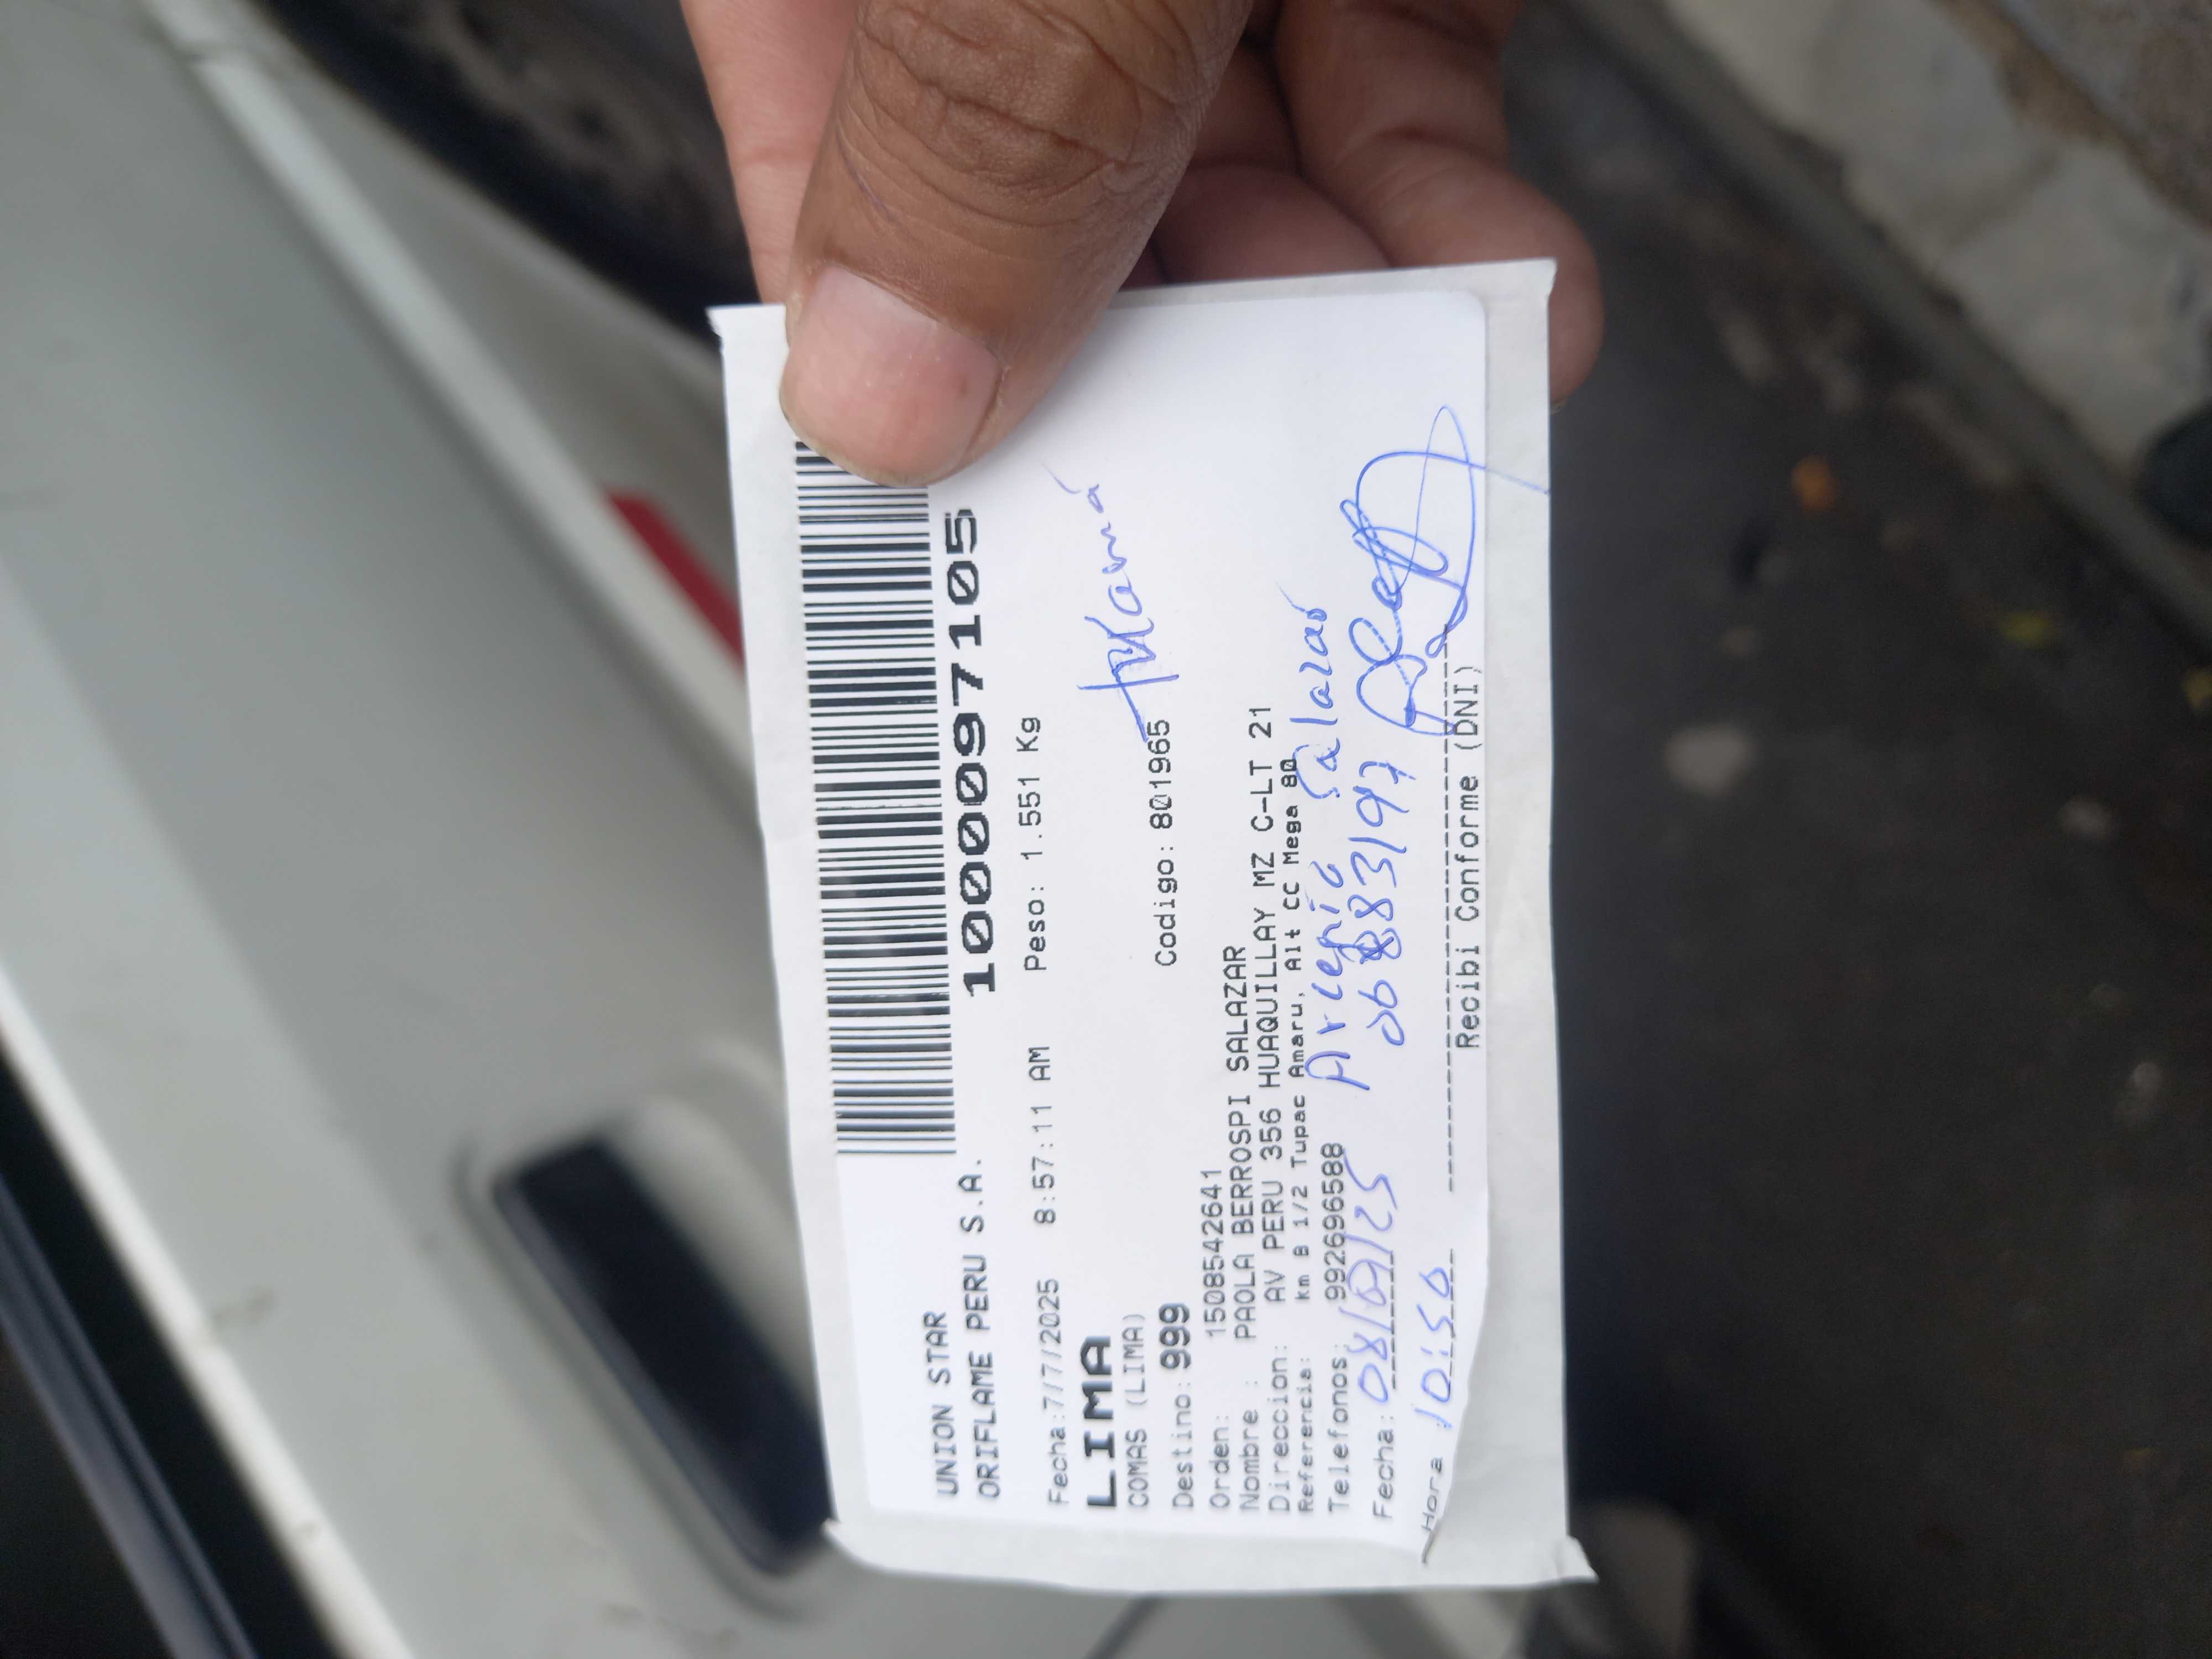 UNION STAR
ORIFLAME PERU S.A.
1000097105
Fecha:7/7/2025 8:57:11 AM Peso: 1.551 Kg
LIMA
COMAS (LIMA)
Mamá
Destino: 999 Codigo: 801965
Orden: 1508542641
Nombre : PAOLA BERROSPI SALAZAR
Direccion: AV PERU 356 HUAQUILLAY MZ C-LT 21
Referencia: km 8 1/2 Tupac Amaru, Alt CC Mega 80
Telefonos: 992696588
Salazar
Fecha: 08/07/25
Hora 10:50
Recibi Conforme (DNI)